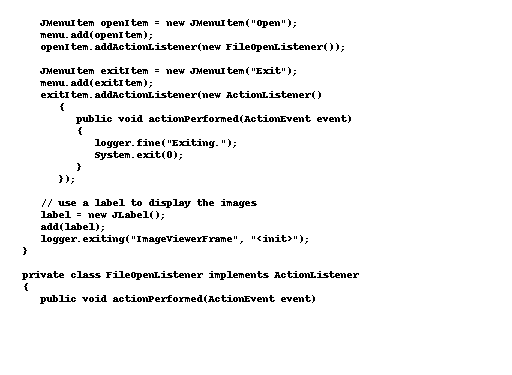 JMenuItem openItem = new JMenuItem("Open");
menu.add(openItem);
openItem.addActionListener(new FileOpenListener());
JMenuItem exitItem = new JMenuItem("Exit");
menu.add(exitItem);
exitItem.addActionListener(new ActionListener()
{
public void actionPerformed(ActionEvent event)
{
logger.fine("Exiting.");
System.exit(0);
}
});
// use a label to display the images
label = new JLabel();
add(label);
logger.exiting("ImageViewerFrame", "<init>");
}
private class FileOpenListener implements ActionListener
{
public void actionPerformed(ActionEvent event)